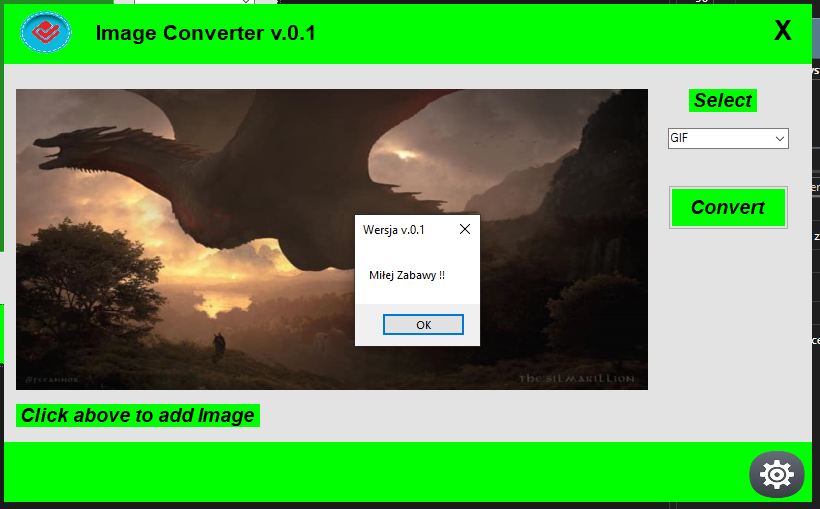 Image Converter v.0.1
X
Select
GIF
Convert
Wersja v.0.1
Miłej Zabawy !!
OK
THE SILMARILLION
Click above to add Image